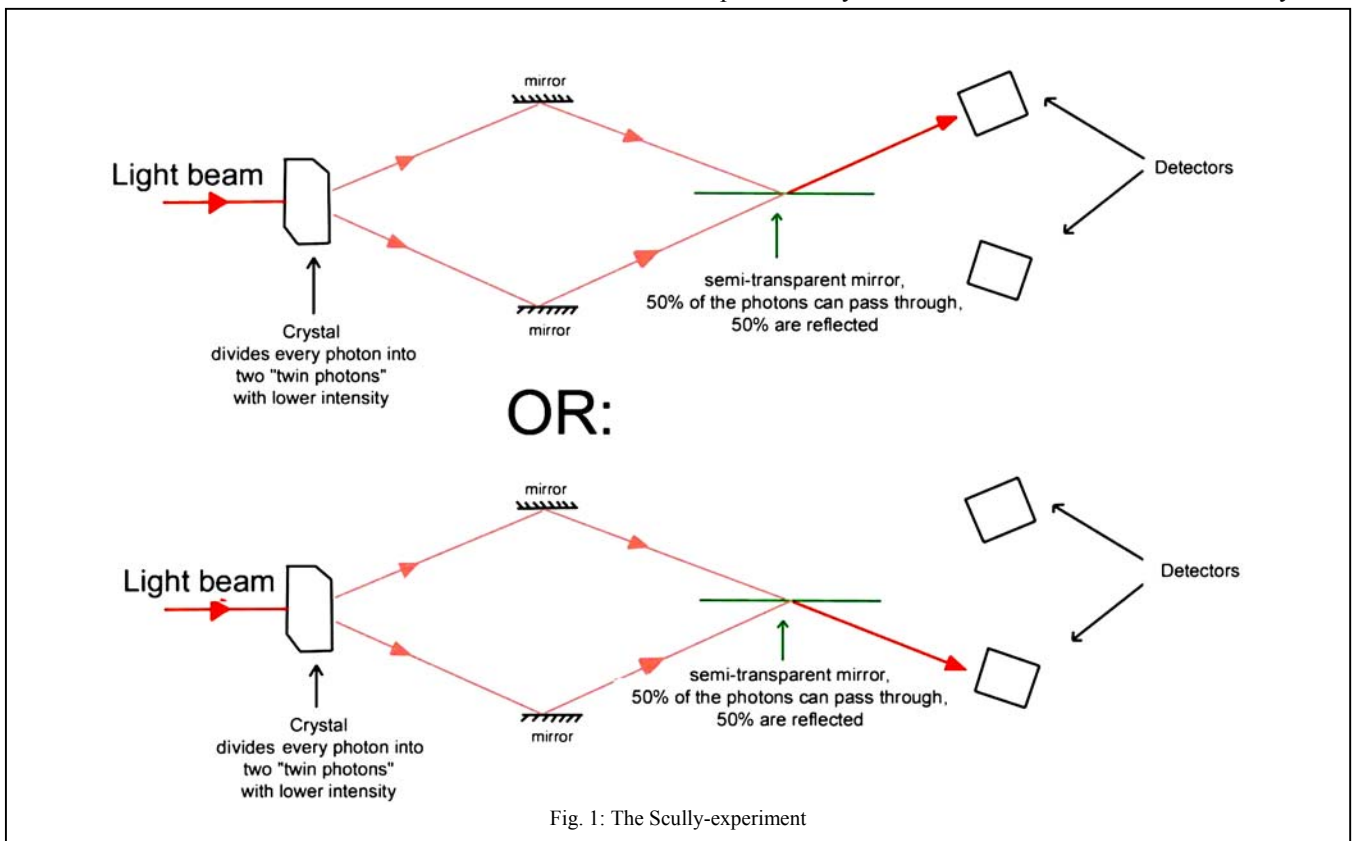 mirror
Light beam
Detectors
semi-transparent mirror,
50% of the photons can pass through,
50% are reflected
mirror
Crystal
divides every photon into
two "twin photons"
with lower intensity
OR:
mirror
Light beam
Detectors
semi-transparent mirror,
50% of the photons can pass through,
50% are reflected
mirror
Crystal
divides every photon into
two "twin photons"
with lower intensity
Fig. 1: The Scully-experiment